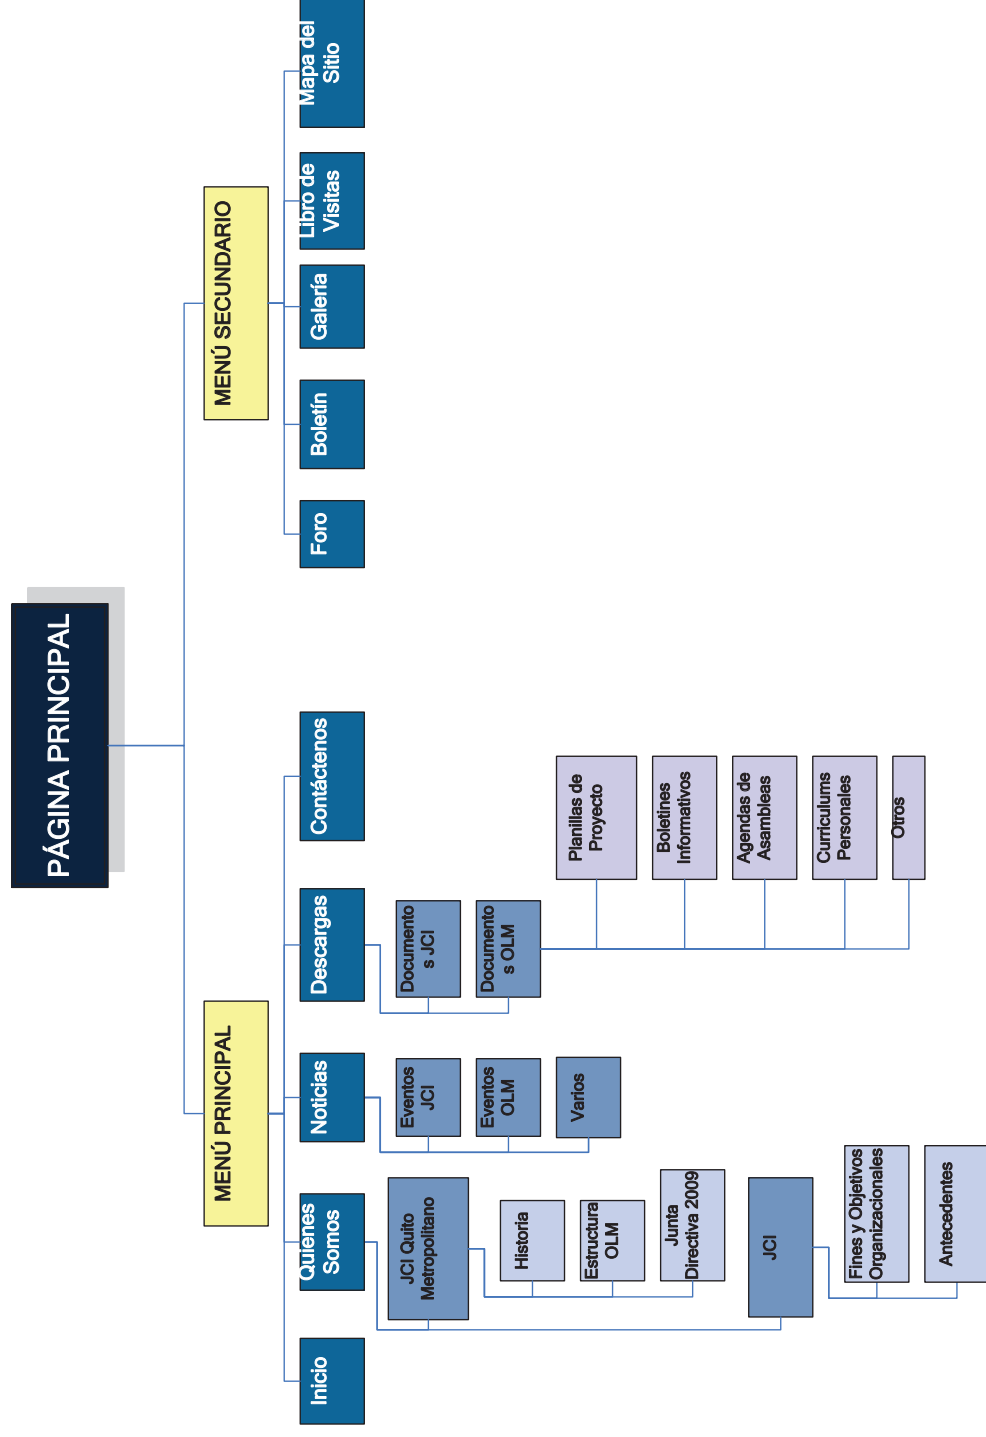 PÁGINA PRINCIPAL
MENÚ PRINCIPAL
MENÚ SECUNDARIO
Inicio
Quienes
Somos
Noticias
Descargas
Contáctenos
Foro
Boletín
Galería
Libro de
Visitas
Mapa del
Sitio
JCI Quito
Metropolitano
Historia
Estructura
OLM
Junta
Directiva 2009
JCI
Fines y Objetivos
Organizacionales
Antecedentes
Eventos
JCI
Eventos
OLM
Varios
Documento
s JCI
Documento
s OLM
Planillas de
Proyecto
Boletines
Informativos
Agendas de
Asambleas
Curriculums
Personales
Otros